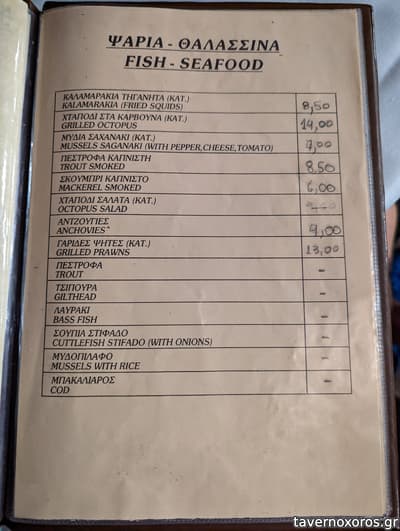 ΨΑΡΙΑ - ΘΑΛΑΣΣΙΝΑ
FISH - SEAFOOD
ΚΑΛΑΜΑΡΑΚΙΑ ΤΗΓΑΝΗΤΑ (ΚΑΤ.)
KALAMARAKIA (FRIED SQUIDS) 8,50
ΧΤΑΠΟΔΙ ΣΤΑ ΚΑΡΒΟΥΝΑ (ΚΑΤ.)
GRILLED OCTOPUS 14,00
ΜΥΔΙΑ ΣΑΧΑΝΑΚΙ (ΚΑΤ.)
MUSSELS SAGANAKI (WITH PEPPER,CHEESE,TOMATO) 7,00
ΠΕΣΤΡΟΦΑ ΚΑΠΝΙΣΤΗ
TROUT SMOKED 8.50
ΣΚΟΥΜΠΡΙ ΚΑΠΝΙΣΤΟ
MACKEREL SMOKED 6,00
ΧΤΑΠΟΔΙ ΣΑΛΑΤΑ (ΚΑΤ.)
OCTOPUS SALAD
ΑΝΤΖΟΥΓΙΕΣ
ANCHOVIES* 4,00
ΓΑΡΙΔΕΣ ΨΗΤΕΣ (ΚΑΤ.)
GRILLED PRAWNS 13,00
ΠΕΣΤΡΟΦΑ
TROUT -
ΤΣΙΠΟΥΡΑ
GILTHEAD -
ΛΑΥΡΑΚΙ
BASS FISH -
ΣΟΥΠΙΑ ΣΤΙΦΑΔΟ
CUTTLEFISH STIFADO (WITH ONIONS) -
ΜΥΔΟΠΙΛΑΦΟ
MUSSELS WITH RICE -
ΜΠΑΚΑΛΙΑΡΟΣ
COD -
tavernoxoros.gr